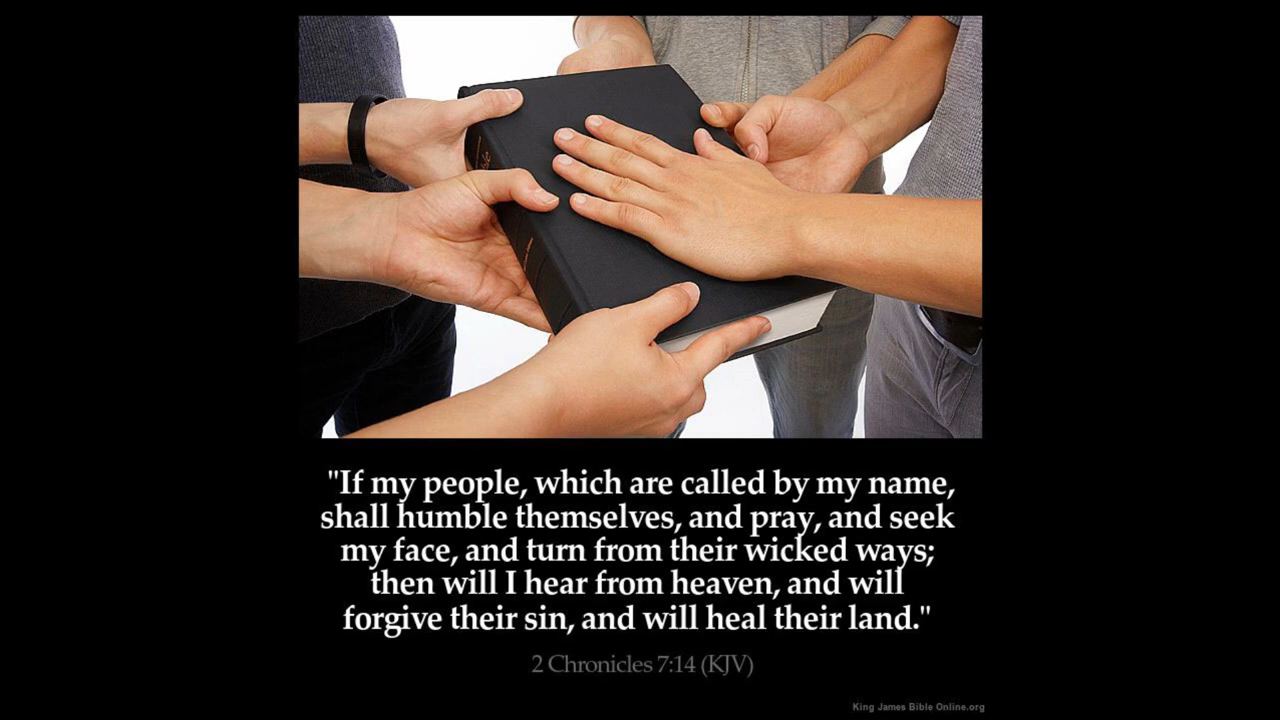 "If my people, which are called by my name,
shall humble themselves, and pray, and seek
my face, and turn from their wicked ways;
then will I hear from heaven, and will
forgive their sin, and will heal their land."
2 Chronicles 7:14 (KJV)
King James Bible Online.org